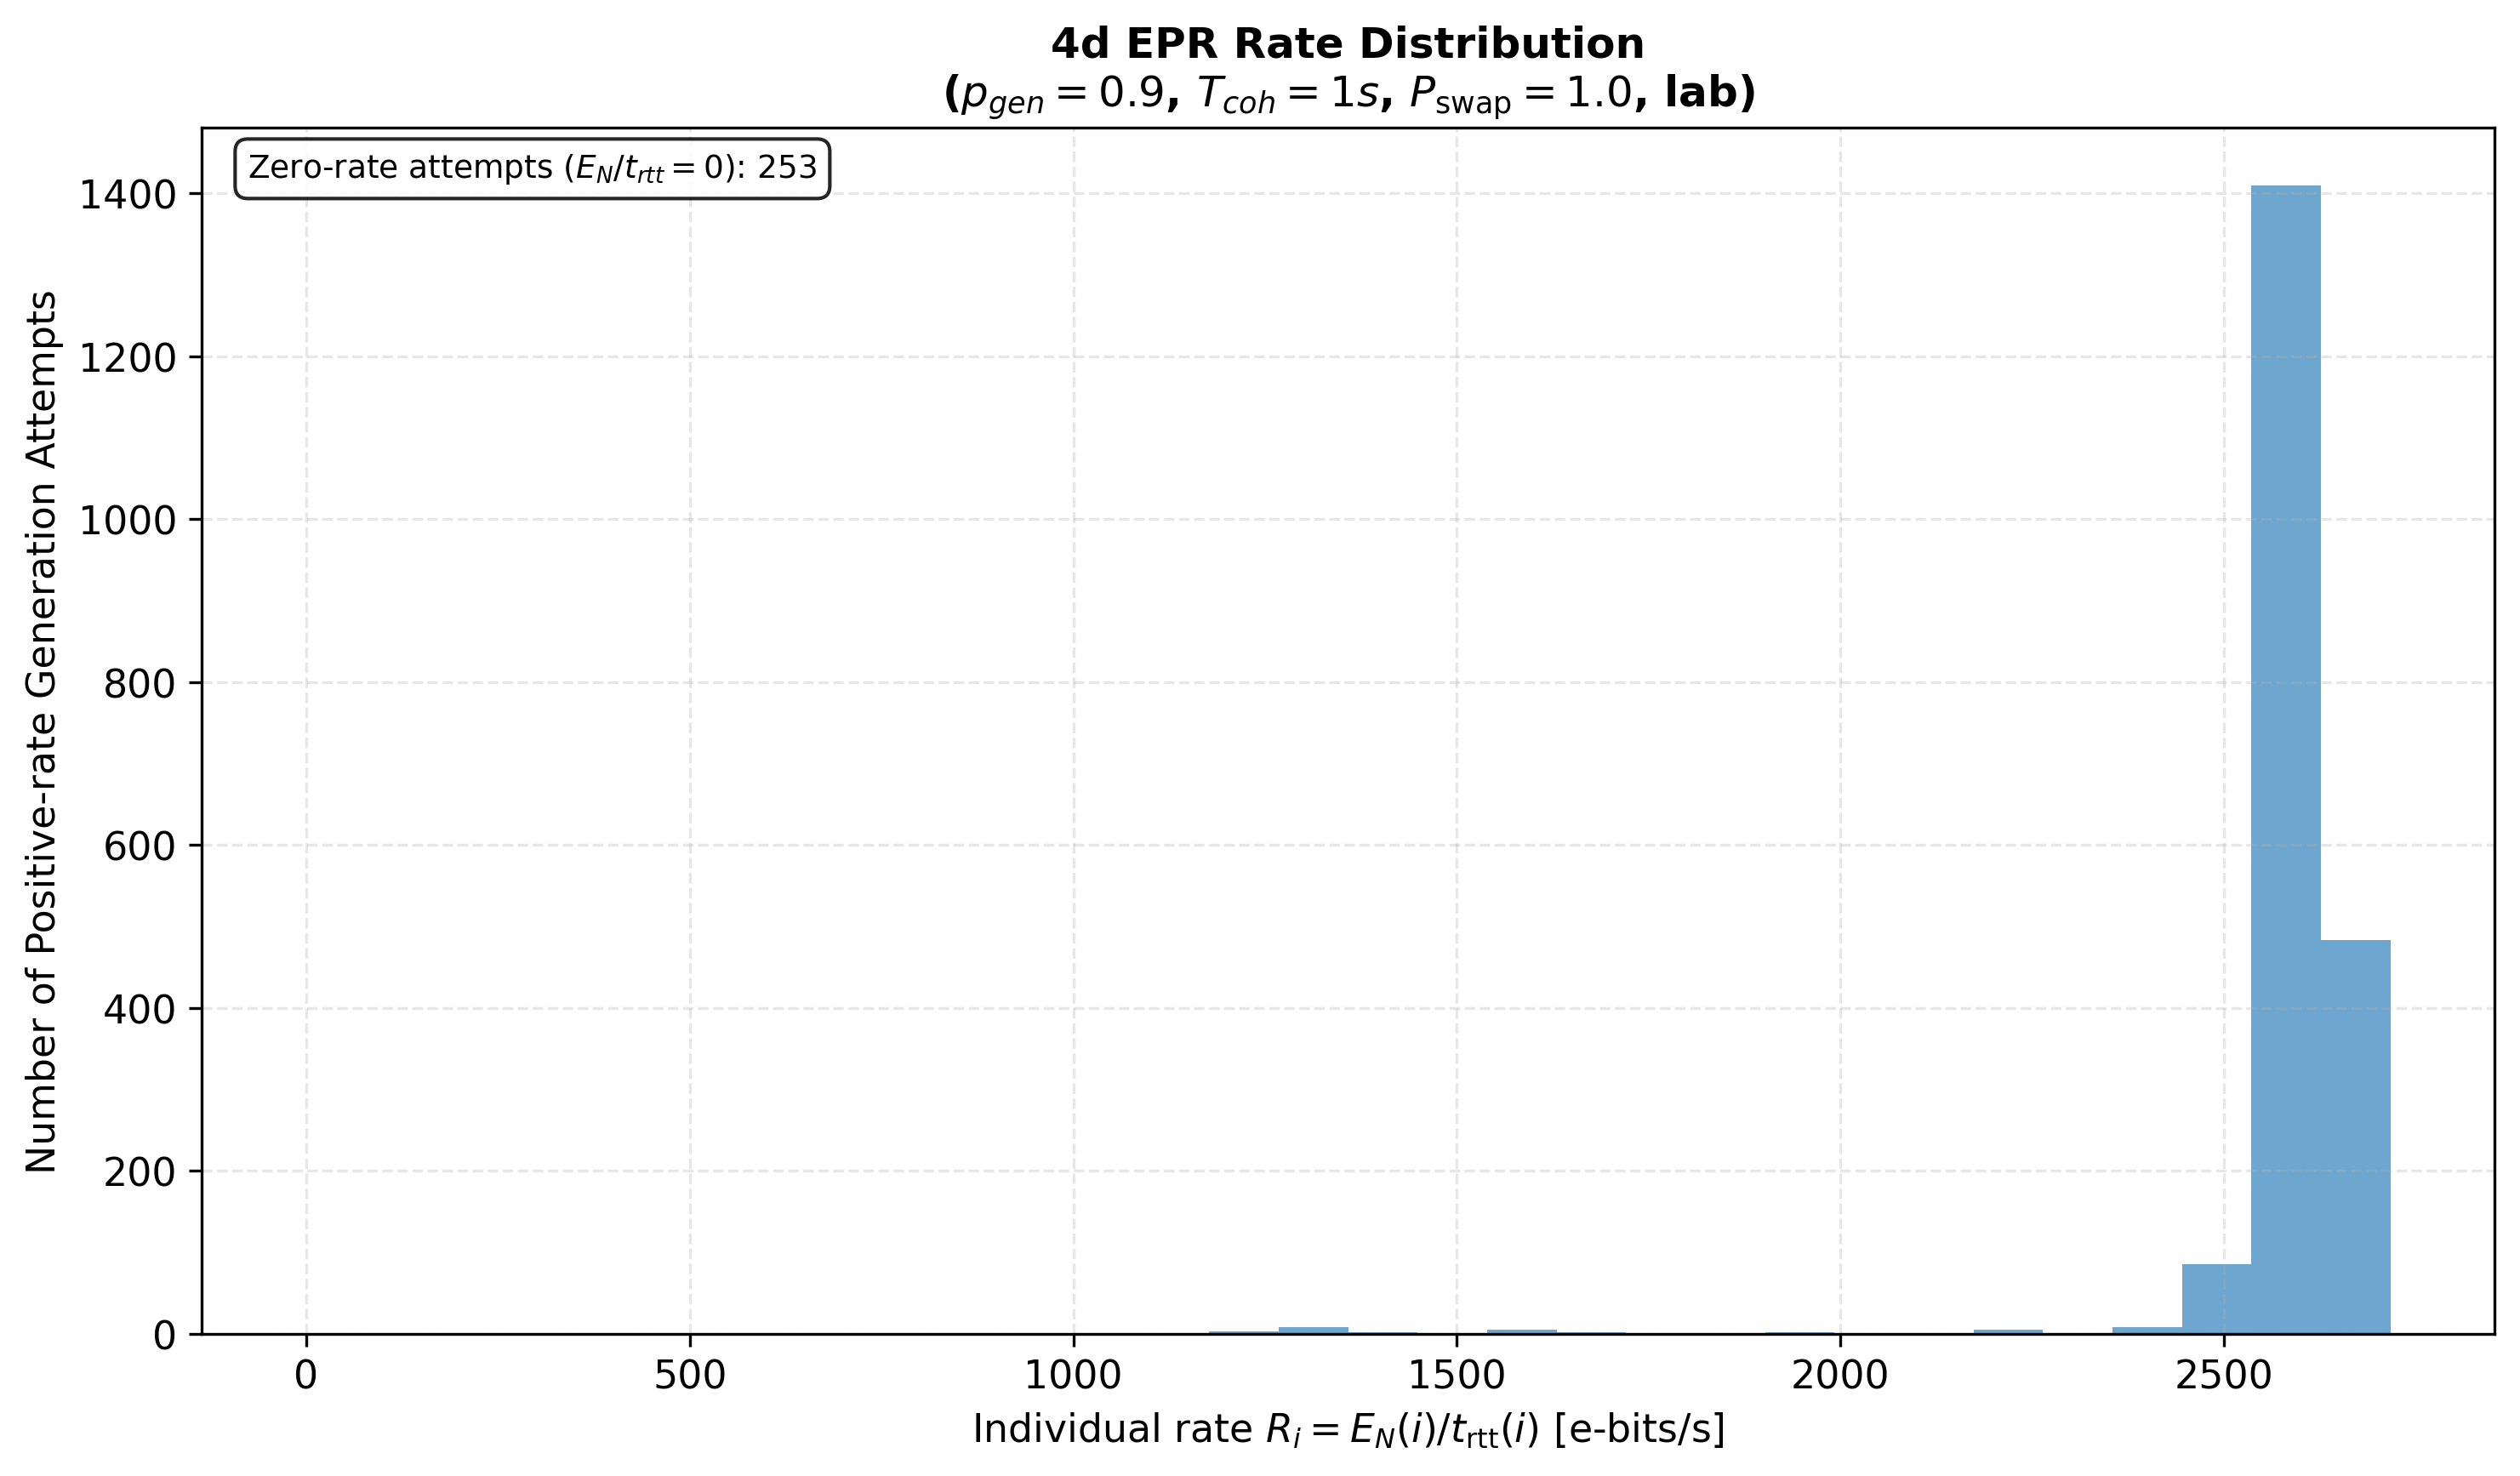 4d EPR Rate Distribution
(p_gen = 0.9, T_coh = 1s, P_swap = 1.0, lab)
Zero-rate attempts (E_N/t_rtt = 0): 253
Number of Positive-rate Generation Attempts
1400
1200
1000
800
600
400
200
0
0 500 1000 1500 2000 2500
Individual rate R_i = E_N(i)/t_rtt(i) [e-bits/s]